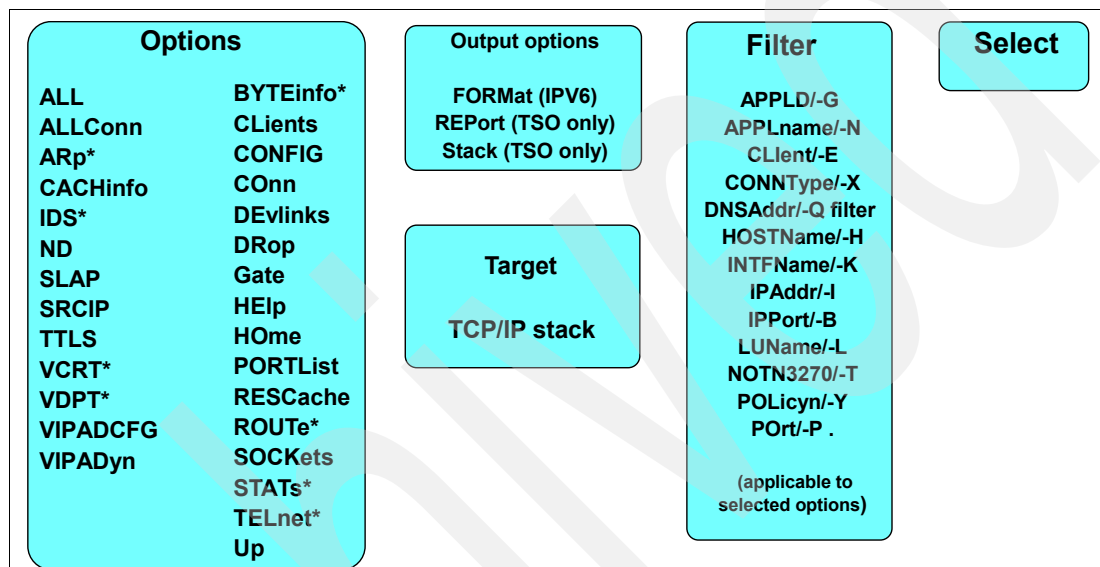 Options
ALL
ALLConn
ARp*
CACHinfo
IDS*
ND
SLAP
SRCIP
TTLS
VCRT*
VDPT*
VIPADCFG
VIPADyn
BYTEinfo*
CLients
CONFIG
COnn
DEvlinks
DRop
Gate
HElp
HOme
PORTList
RESCache
ROUTe*
SOCKets
STATs*
TELnet*
Up
Output options
FORMat (IPV6)
REPort (TSO only)
Stack (TSO only)
Target
TCP/IP stack
Filter
APPLD/-G
APPLname/-N
CLIent/-E
CONNType/-X
DNSAddr/-Q filter
HOSTName/-H
INTFName/-K
IPAddr/-I
IPPort/-B
LUName/-L
NOTN3270/-T
POLicyn/-Y
POrt/-P .
(applicable to
selected options)
Select